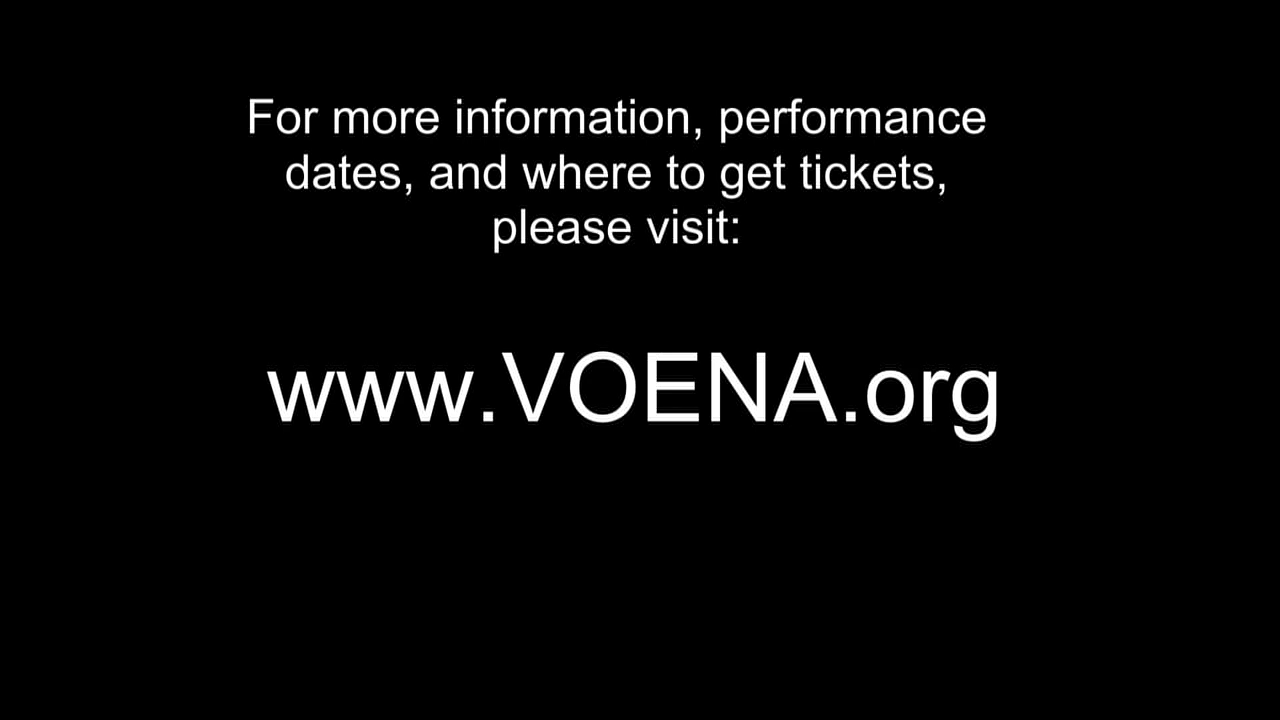 For more information, performance
dates, and where to get tickets,
please visit:
www.VOENA.org